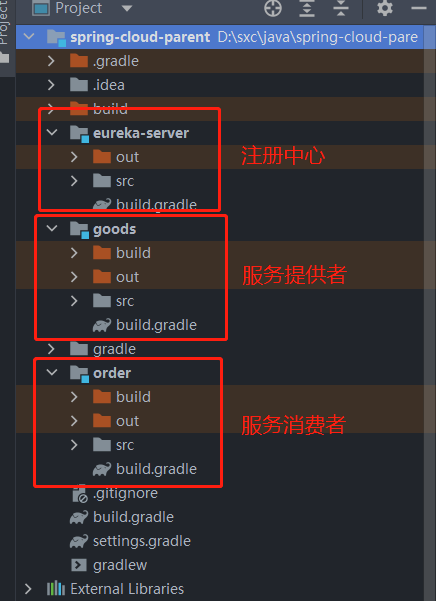 Project
Project
spring-cloud-parent D:\sxc\java\spring-cloud-pare
.gradle
.idea
build
eureka-server
out
注册中心
src
build.gradle
goods
build
out
服务提供者
src
build.gradle
gradle
order
build
out
服务消费者
src
build.gradle
.gitignore
build.gradle
settings.gradle
gradlew
External Libraries